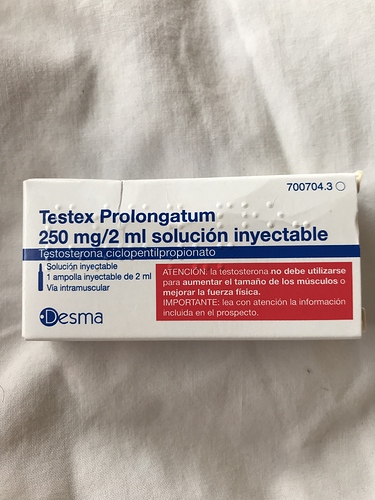 700704.3
Testex Prolongatum
250 mg/2 ml solución inyectable
Testosterona ciclopentilpropionato
Solución inyectable
1 ampolla inyectable de 2 ml
Vía intramuscular
ATENCIÓN: la testosterona no debe utilizarse
para aumentar el tamaño de los músculos o
mejorar la fuerza física.
IMPORTANTE: lea con atención la información
incluida en el prospecto.
Desma